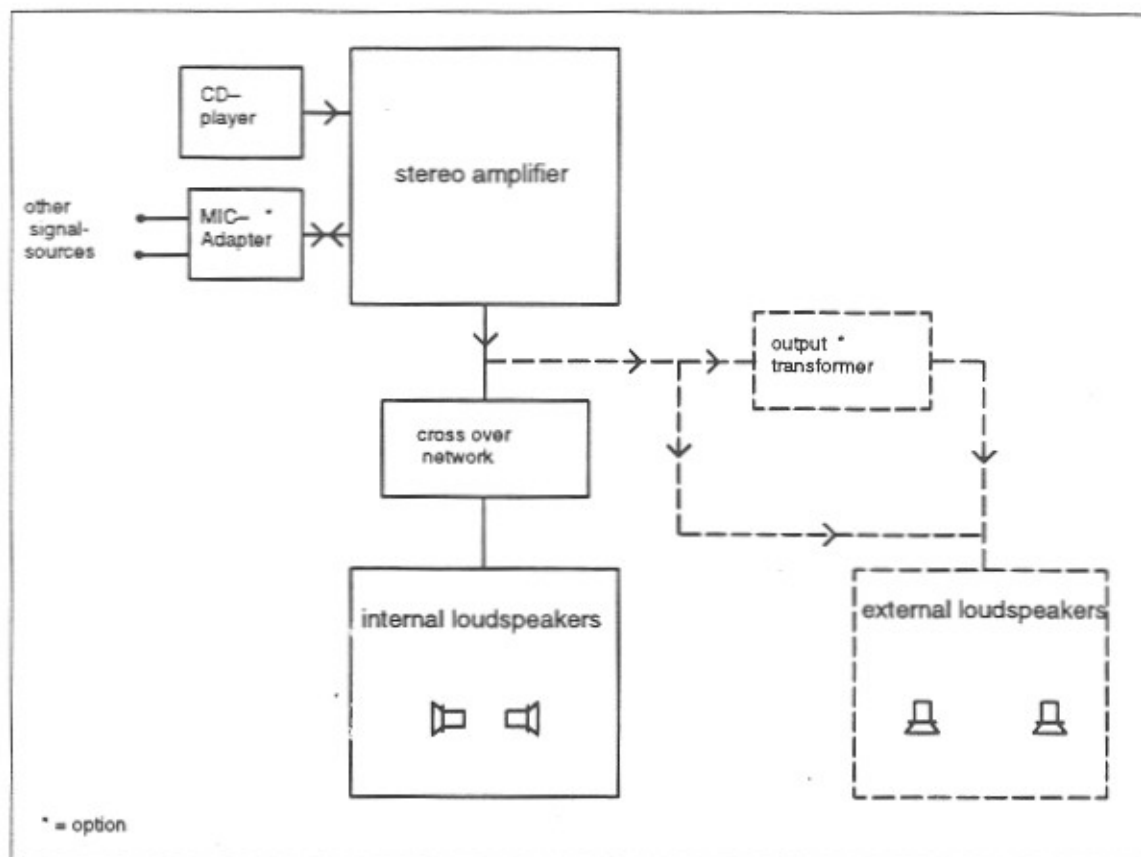 CD–
player
stereo amplifier
other
signal-
sources
MIC– *
Adapter
output *
transformer
cross over
network
internal loudspeakers
external loudspeakers
* = option